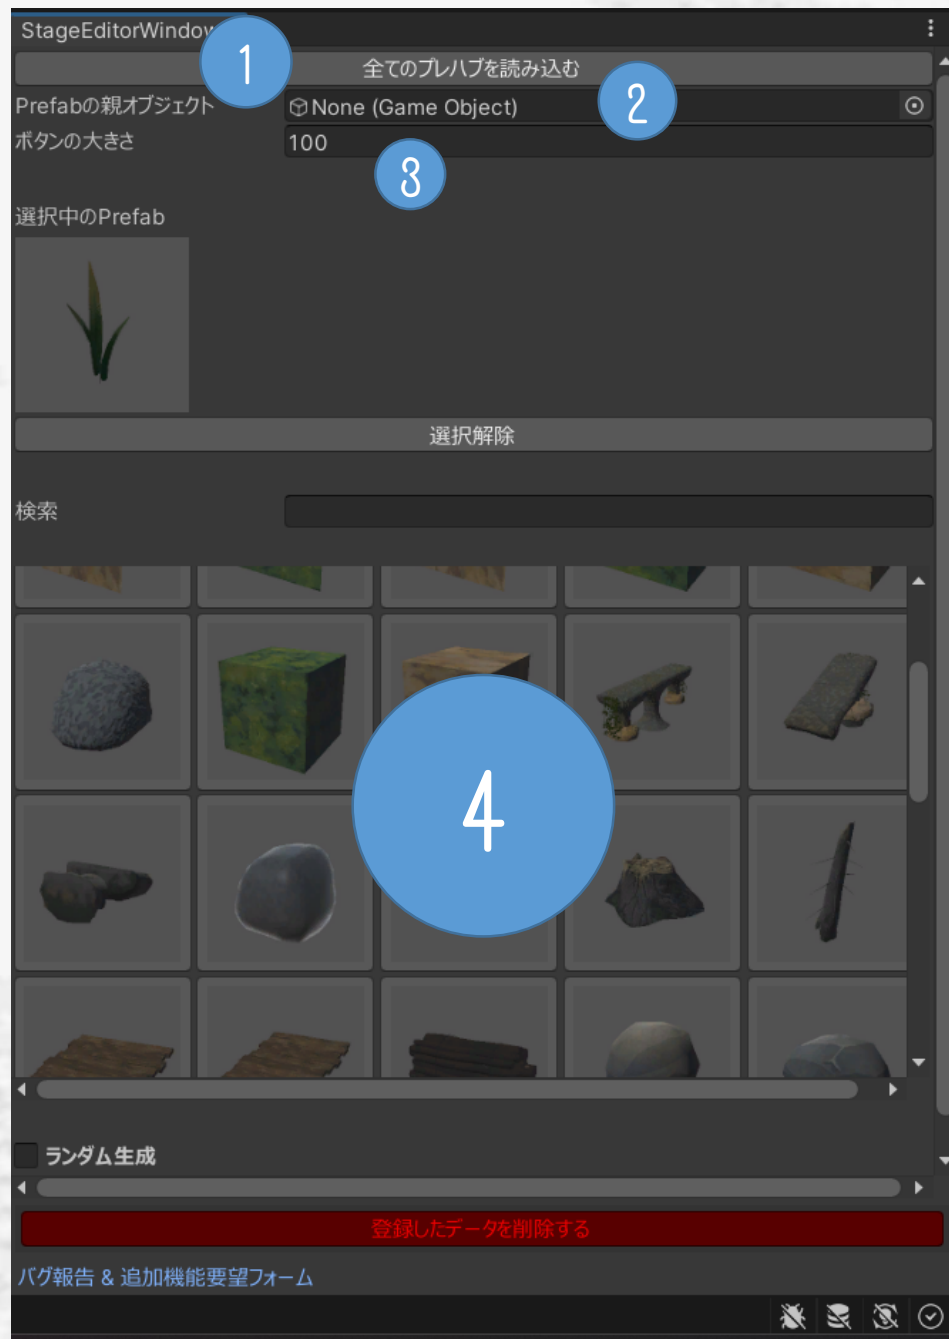 StageEditorWindow
1
全てのプレハブを読み込む
Prefabの親オブジェクト
None (Game Object)
2
ボタンの大きさ
100
3
選択中のPrefab
選択解除
検索
4
ランダム生成
登録したデータを削除する
バグ報告 & 追加機能要望フォーム